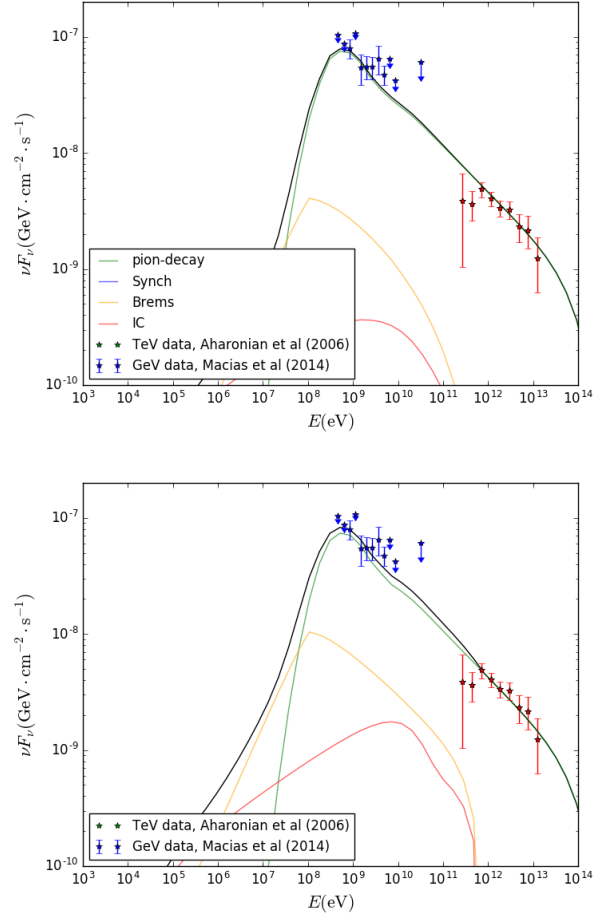 10⁻⁷
10⁻⁸
10⁻⁹
10⁻¹⁰
νFν(GeV · cm⁻² · s⁻¹)
pion-decay
Synch
Brems
IC
TeV data, Aharonian et al (2006)
GeV data, Macias et al (2014)
10³ 10⁴ 10⁵ 10⁶ 10⁷ 10⁸ 10⁹ 10¹⁰ 10¹¹ 10¹² 10¹³ 10¹⁴
E(eV)
10⁻⁷
10⁻⁸
10⁻⁹
10⁻¹⁰
νFν(GeV · cm⁻² · s⁻¹)
TeV data, Aharonian et al (2006)
GeV data, Macias et al (2014)
10³ 10⁴ 10⁵ 10⁶ 10⁷ 10⁸ 10⁹ 10¹⁰ 10¹¹ 10¹² 10¹³ 10¹⁴
E(eV)